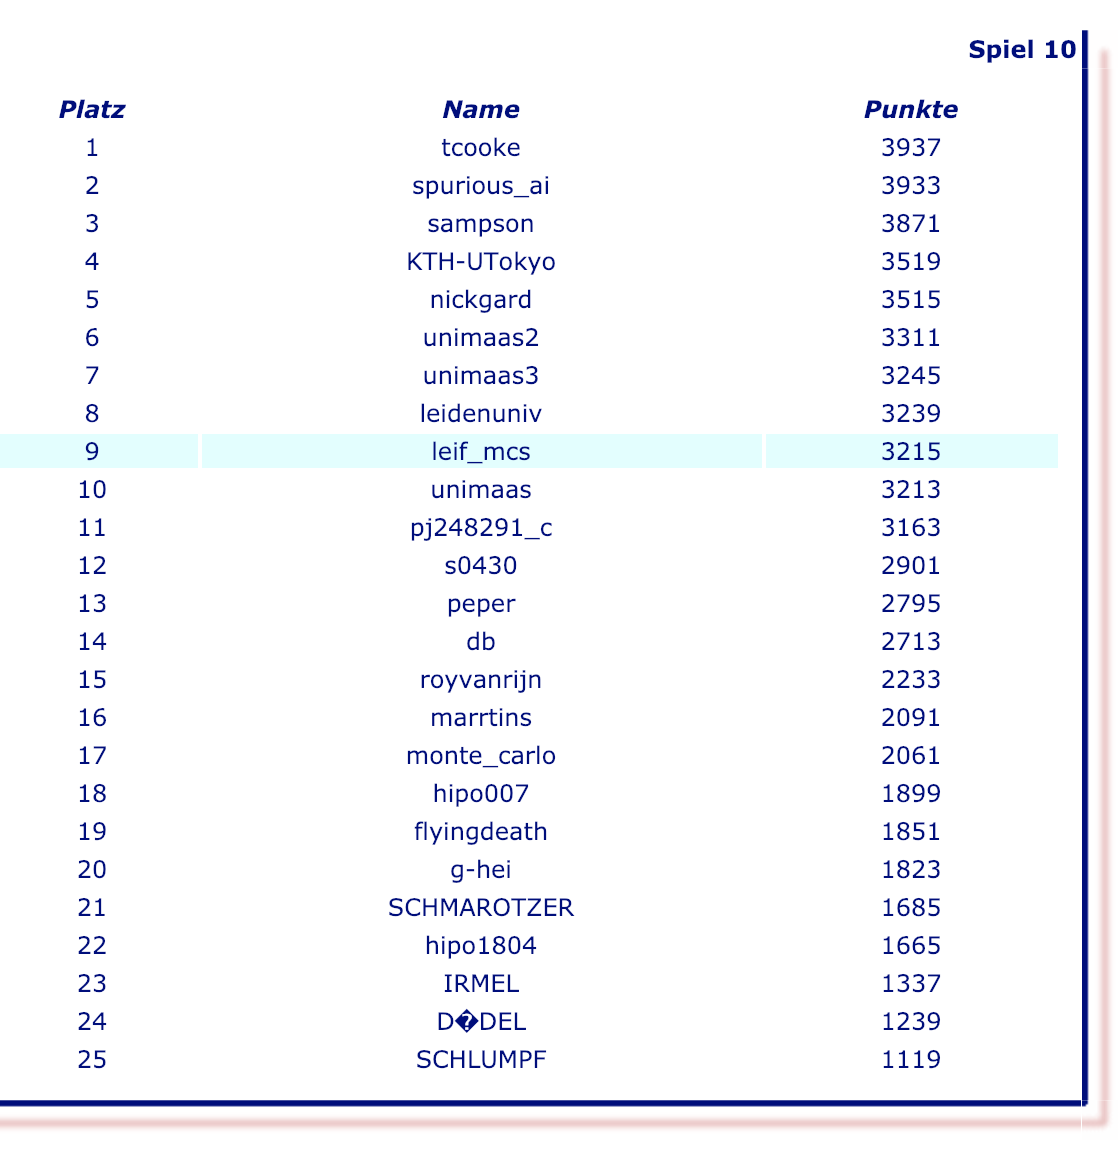 Spiel 10
Platz Name Punkte
1 tcooke 3937
2 spurious_ai 3933
3 sampson 3871
4 KTH-UTokyo 3519
5 nickgard 3515
6 unimaas2 3311
7 unimaas3 3245
8 leidenuniv 3239
9 leif_mcs 3215
10 unimaas 3213
11 pj248291_c 3163
12 s0430 2901
13 peper 2795
14 db 2713
15 royvanrijn 2233
16 marrtins 2091
17 monte_carlo 2061
18 hipo007 1899
19 flyingdeath 1851
20 g-hei 1823
21 SCHMAROTZER 1685
22 hipo1804 1665
23 IRMEL 1337
24 D�DEL 1239
25 SCHLUMPF 1119